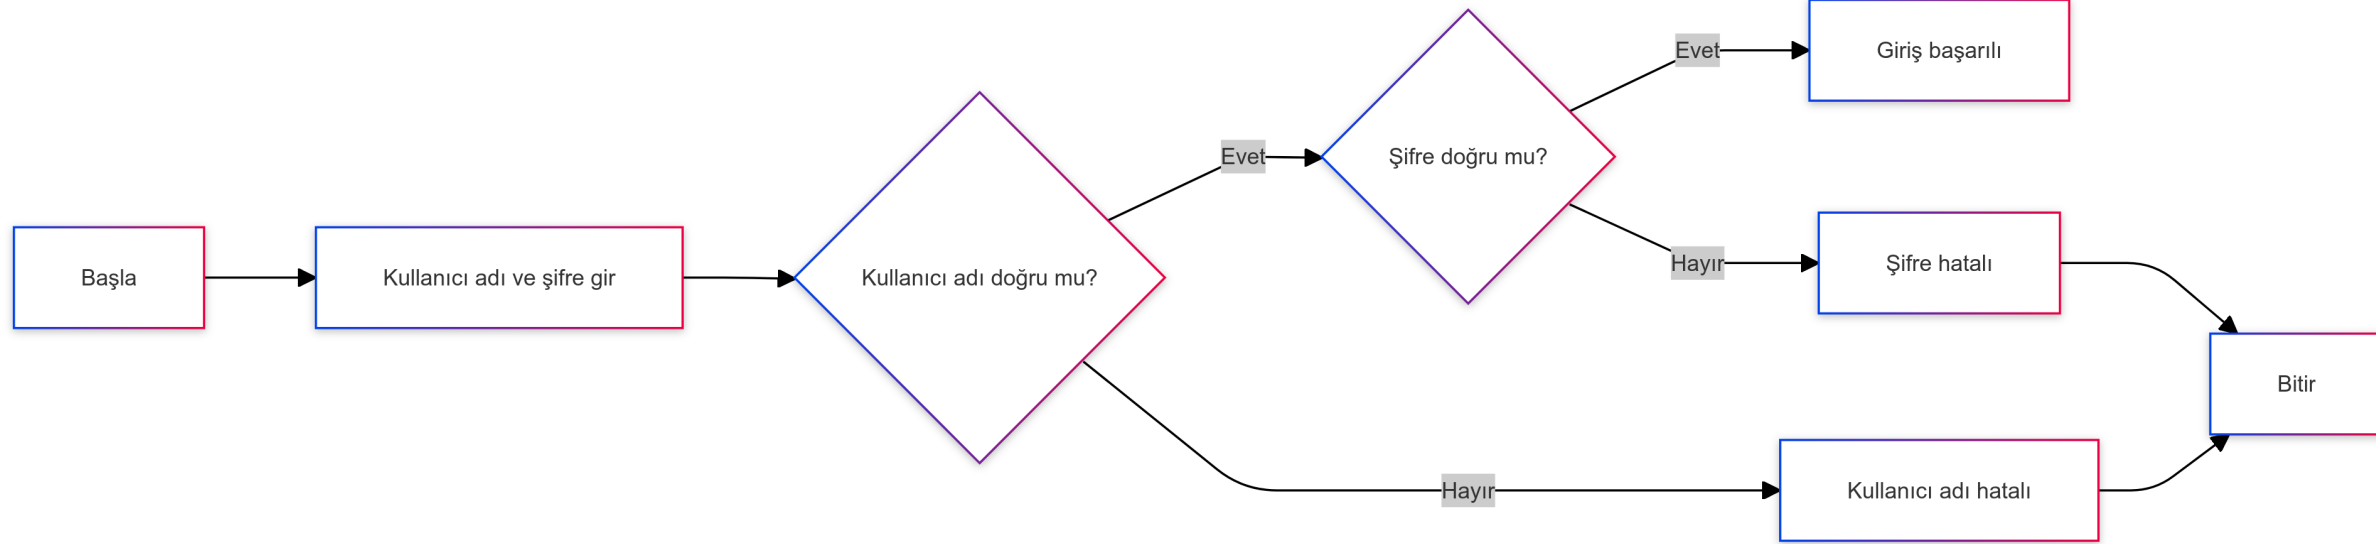 Başla
Kullanıcı adı ve şifre gir
Kullanıcı adı doğru mu?
Evet
Şifre doğru mu?
Evet
Giriş başarılı
Hayır
Şifre hatalı
Hayır
Kullanıcı adı hatalı
Bitir